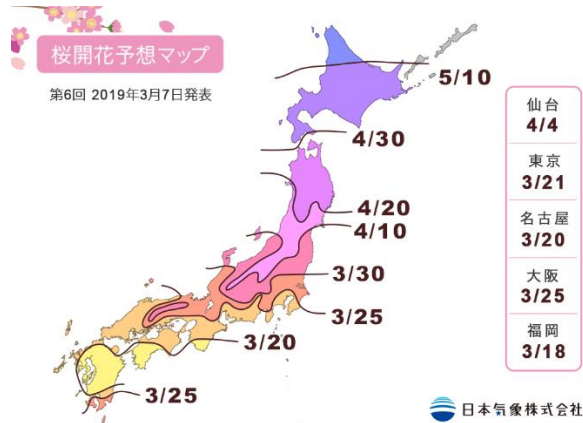 桜開花予想マップ
第6回 2019年3月7日発表
5/10
4/30
4/20
4/10
3/30
3/25
3/20
3/25
仙台
4/4
東京
3/21
名古屋
3/20
大阪
3/25
福岡
3/18
日本気象株式会社